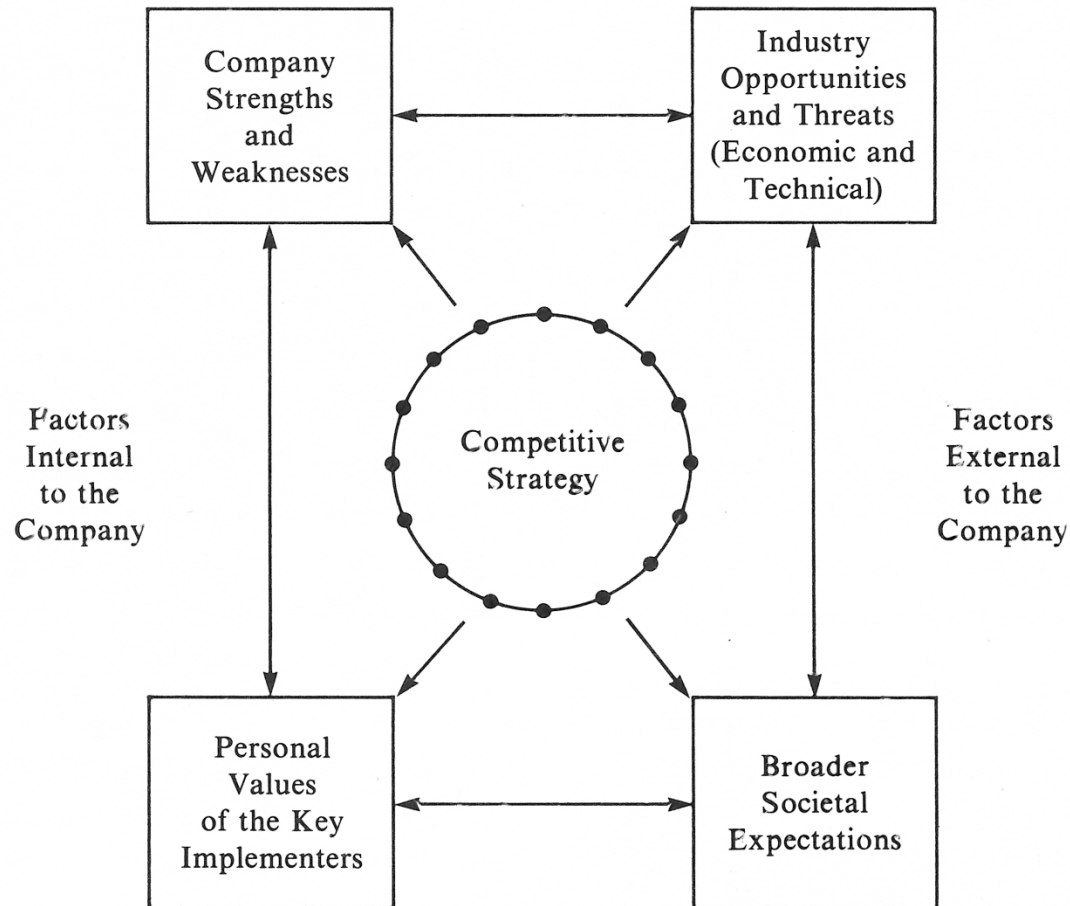 Company
Strengths
and
Weaknesses
Industry
Opportunities
and Threats
(Economic and
Technical)
Factors
Internal
to the
Company
Competitive
Strategy
Factors
External
to the
Company
Personal
Values
of the Key
Implementers
Broader
Societal
Expectations